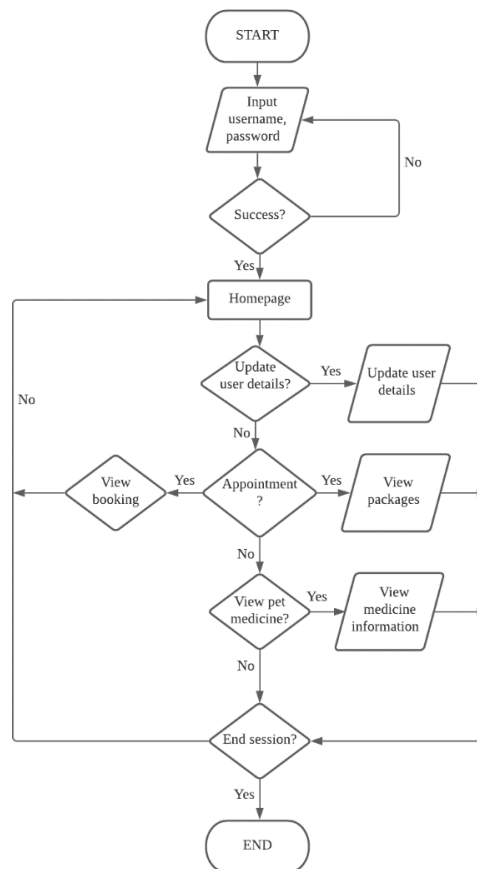 START
Input
username,
password
No
Success?
Yes
Homepage
Update
user details?
Yes
Update user
details
No
No
View
booking
Yes
Appointment
?
Yes
View
packages
No
View pet
medicine?
Yes
View
medicine
information
No
End session?
Yes
END